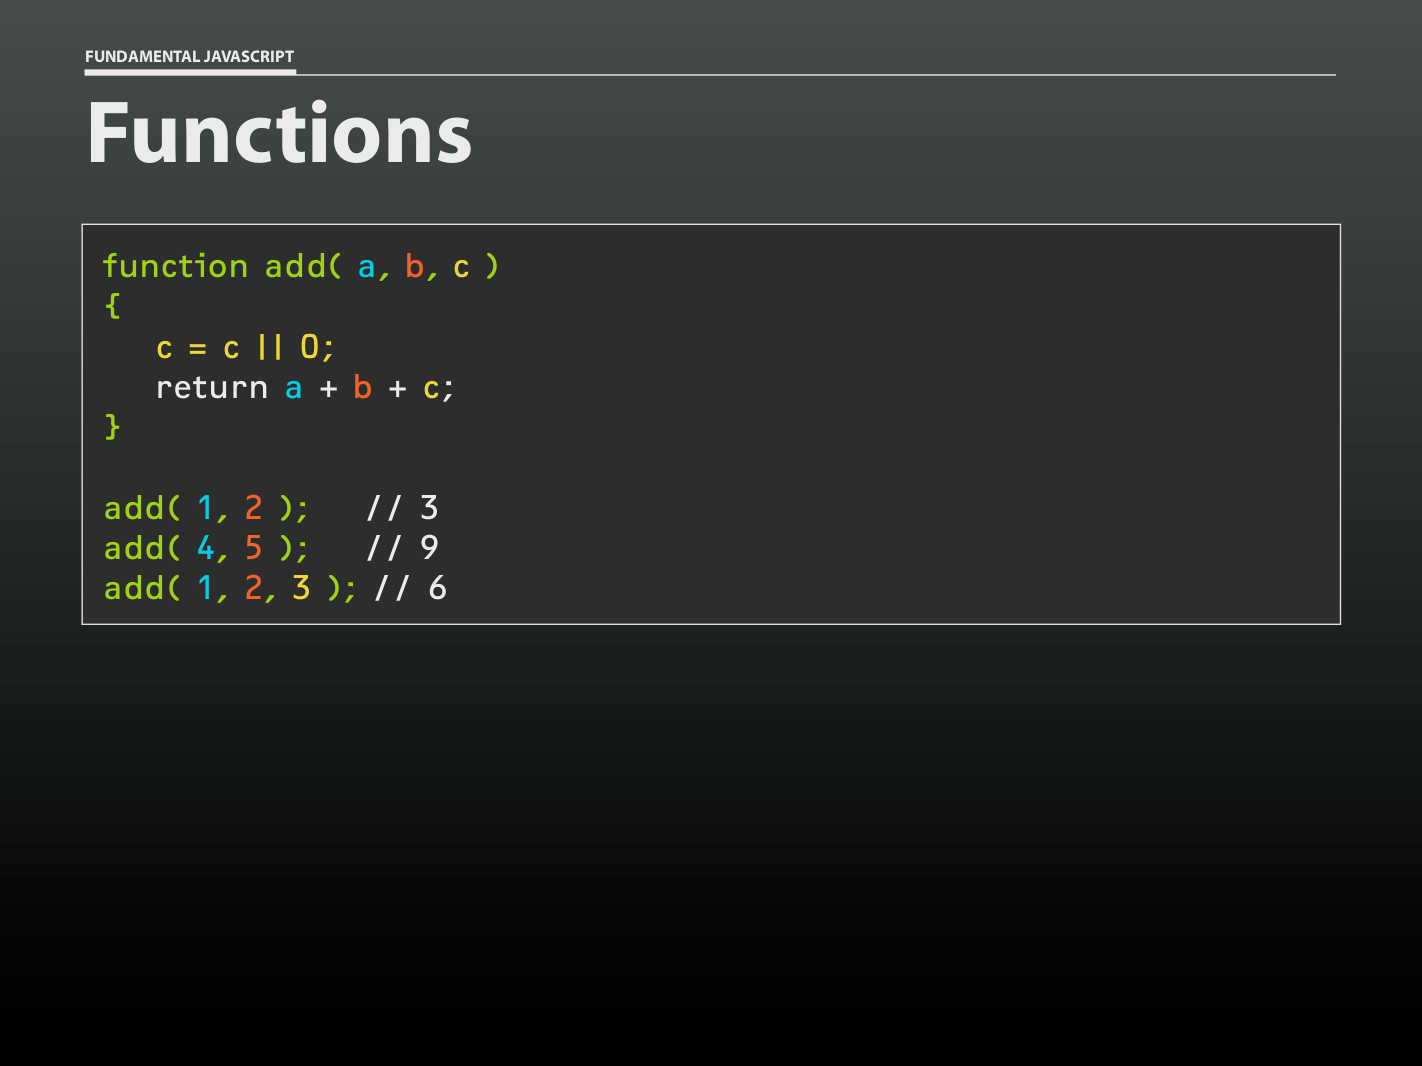 FUNDAMENTAL JAVASCRIPT
Functions
function add( a, b, c )
{
   c = c || 0;
   return a + b + c;
}
add( 1, 2 );   // 3
add( 4, 5 );   // 9
add( 1, 2, 3 ); // 6